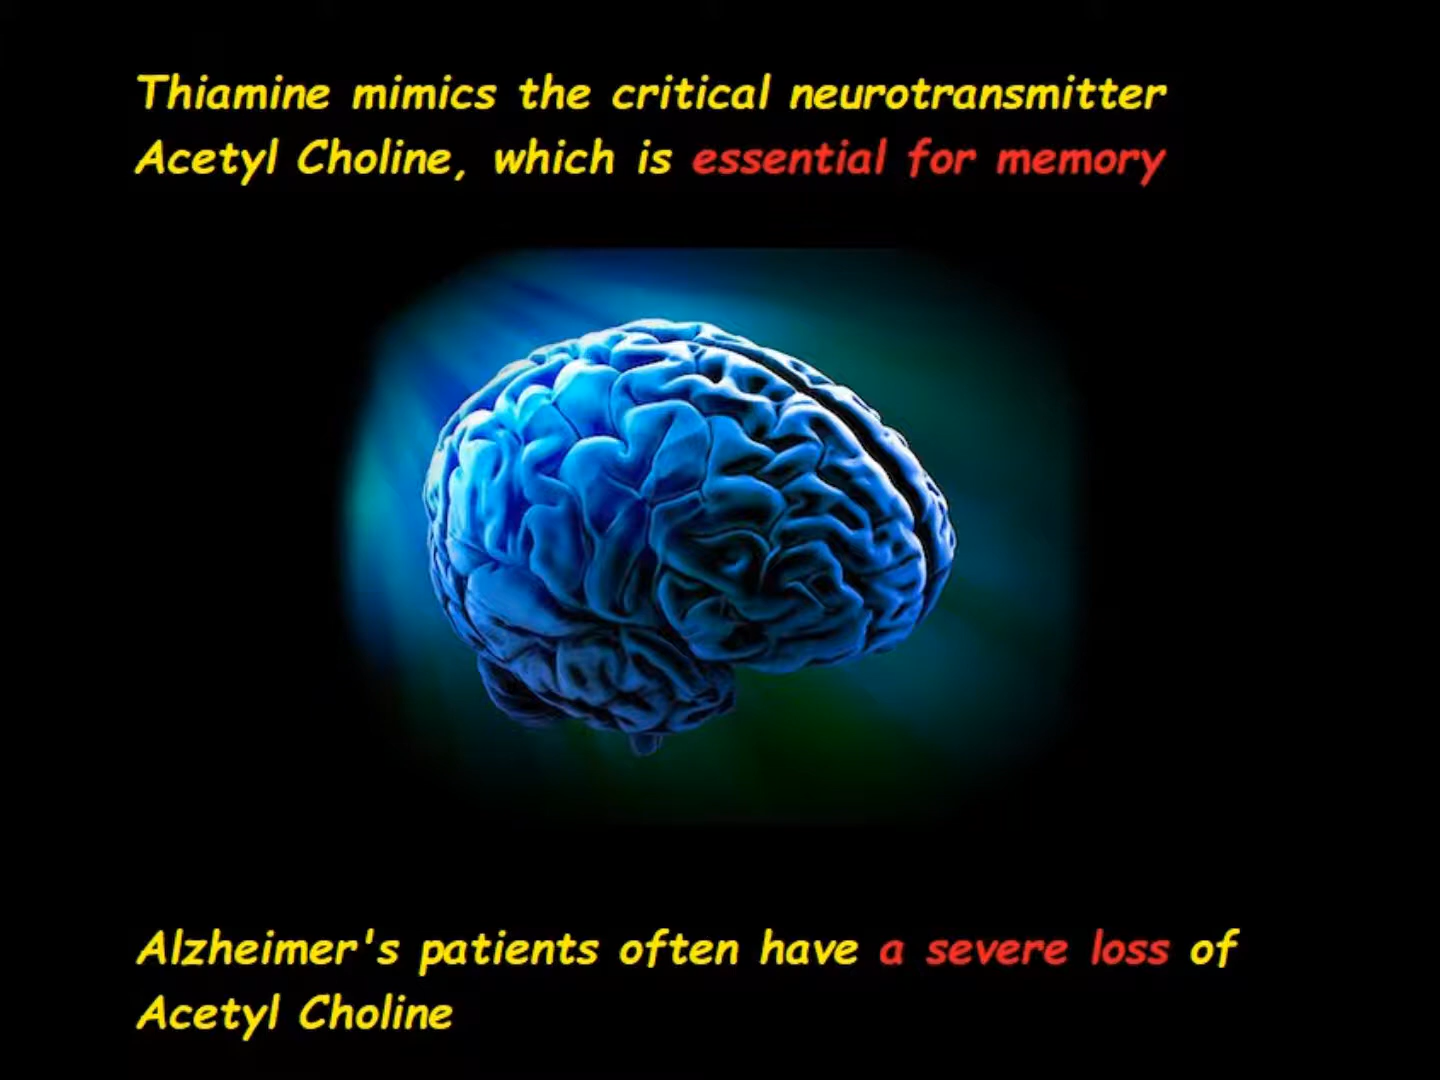 Thiamine mimics the critical neurotransmitter
Acetyl Choline, which is essential for memory
Alzheimer's patients often have a severe loss of
Acetyl Choline